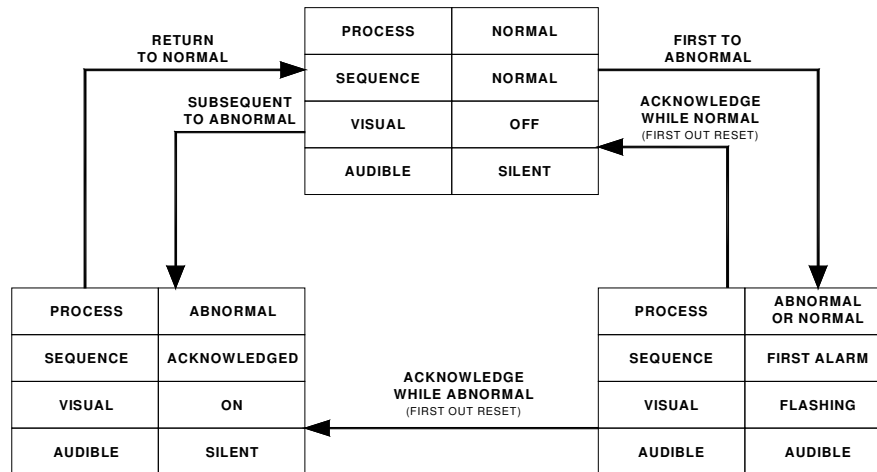 PROCESS NORMAL
SEQUENCE NORMAL
VISUAL OFF
AUDIBLE SILENT
RETURN
TO NORMAL
FIRST TO
ABNORMAL
SUBSEQUENT
TO ABNORMAL
ACKNOWLEDGE
WHILE NORMAL
(FIRST OUT RESET)
PROCESS ABNORMAL
SEQUENCE ACKNOWLEDGED
VISUAL ON
AUDIBLE SILENT
ACKNOWLEDGE
WHILE ABNORMAL
(FIRST OUT RESET)
PROCESS ABNORMAL
OR NORMAL
SEQUENCE FIRST ALARM
VISUAL FLASHING
AUDIBLE AUDIBLE